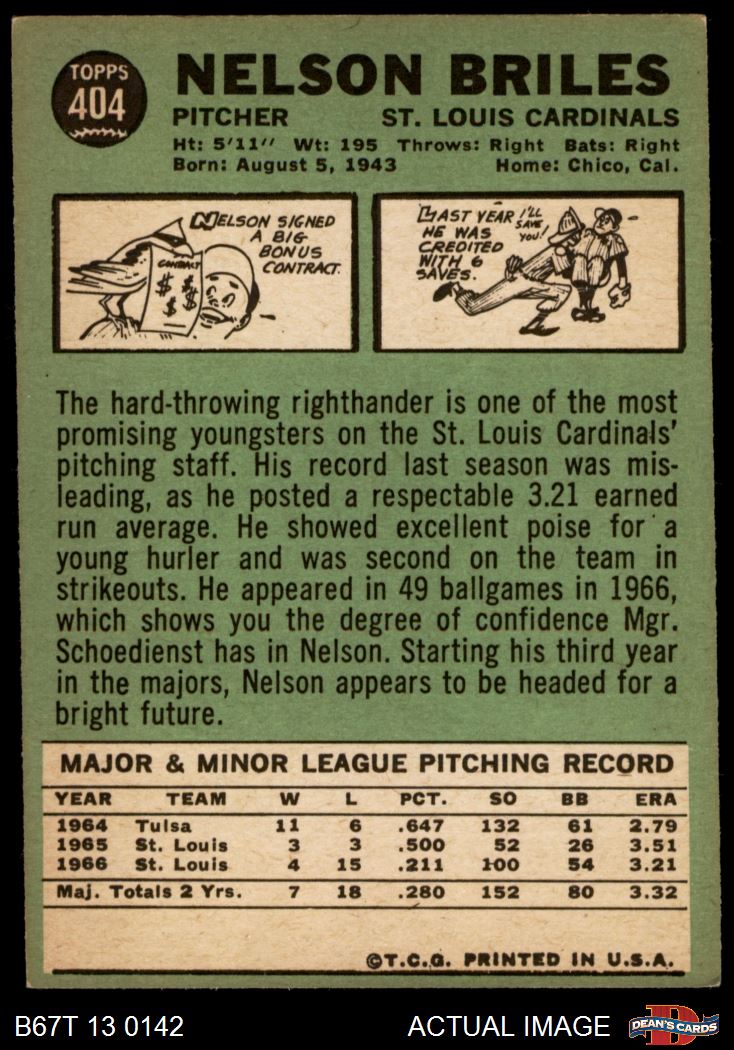 TOPPS
404
NELSON BRILES
PITCHER ST. LOUIS CARDINALS
Ht: 5'11" Wt: 195 Throws: Right Bats: Right
Born: August 5, 1943 Home: Chico, Cal.
NELSON SIGNED
A BIG
BONUS
CONTRACT.
CONTRACT
$ $ $ $
LAST YEAR
HE WAS
CREDITED
WITH 6
SAVES.
I'LL
SAVE
YOU!
The hard-throwing righthander is one of the most
promising youngsters on the St. Louis Cardinals'
pitching staff. His record last season was mis-
leading, as he posted a respectable 3.21 earned
run average. He showed excellent poise for a
young hurler and was second on the team in
strikeouts. He appeared in 49 ballgames in 1966,
which shows you the degree of confidence Mgr.
Schoedienst has in Nelson. Starting his third year
in the majors, Nelson appears to be headed for a
bright future.
MAJOR & MINOR LEAGUE PITCHING RECORD
YEAR TEAM W L PCT. SO BB ERA
1964 Tulsa 11 6 .647 132 61 2.79
1965 St. Louis 3 3 .500 52 26 3.51
1966 St. Louis 4 15 .211 100 54 3.21
Maj. Totals 2 Yrs. 7 18 .280 152 80 3.32
©T.C.G. PRINTED IN U.S.A.
B67T 13 0142 ACTUAL IMAGE
D
DEAN'S CARDS